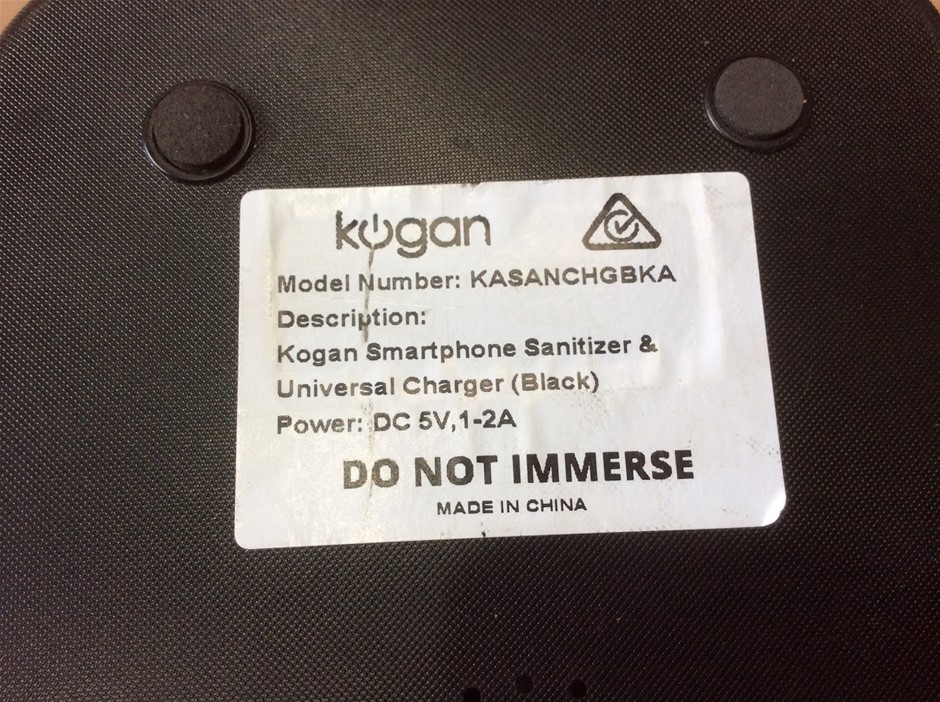 kogan
Model Number: KASANCHGBKA
Description:
Kogan Smartphone Sanitizer &
Universal Charger (Black)
Power: DC 5V,1-2A
DO NOT IMMERSE
MADE IN CHINA